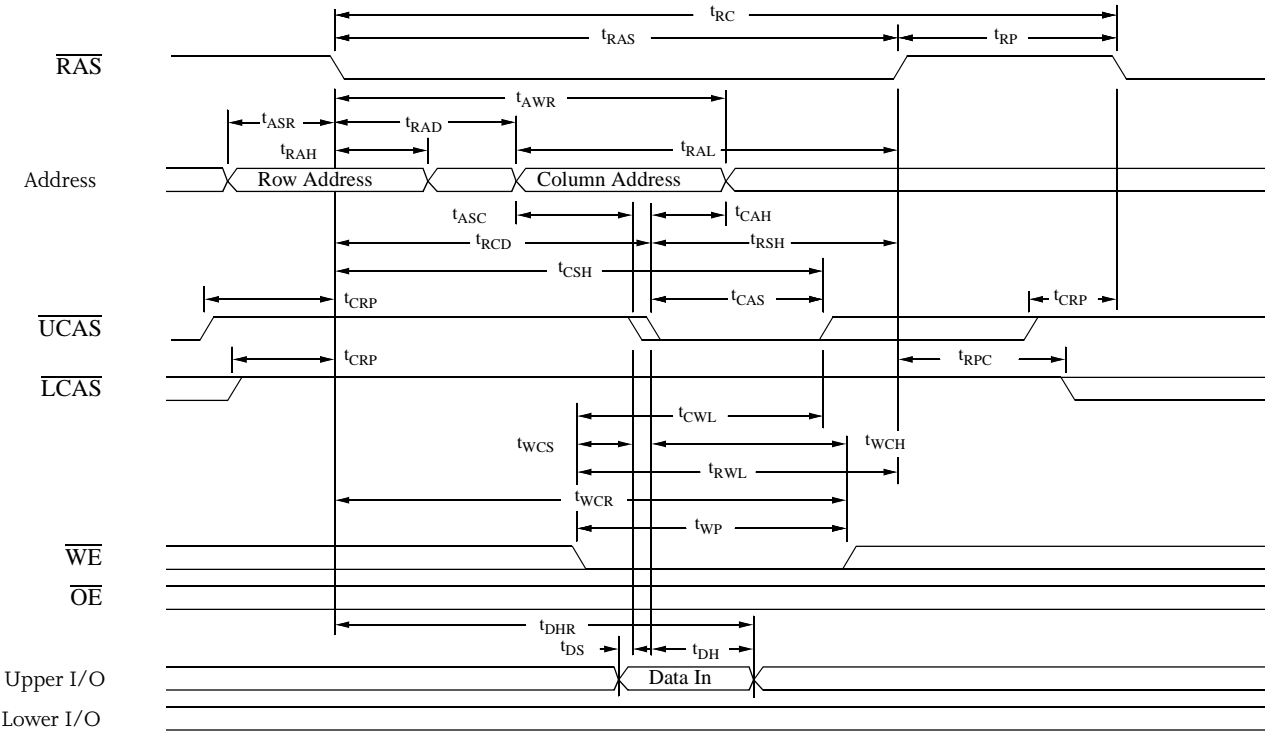 tRC
tRAS tRP
RAS
tAWR
tASR tRAD
tRAH tRAL
Address Row Address Column Address
tASC tCAH
tRCD tRSH
tCSH
tCRP tCAS tCRP
UCAS
tCRP tRPC
LCAS
tCWL
tWCS tWCH
tRWL
tWCR
tWP
WE
OE
tDHR
tDS tDH
Upper I/O Data In
Lower I/O